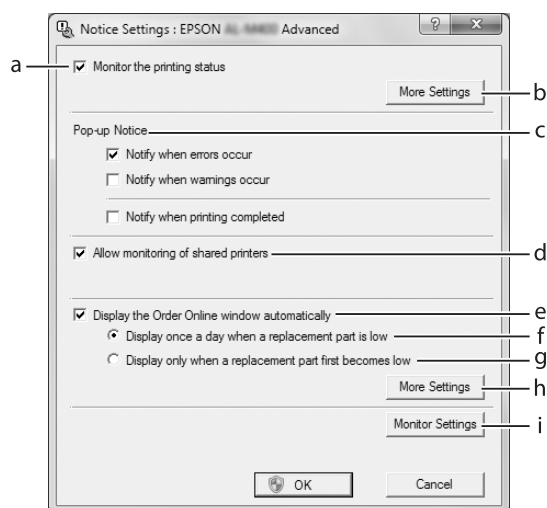 Notice Settings : EPSON Advanced
a
Monitor the printing status
More Settings
b
Pop-up Notice
c
Notify when errors occur
Notify when warnings occur
Notify when printing completed
Allow monitoring of shared printers
d
Display the Order Online window automatically
e
Display once a day when a replacement part is low
f
Display only when a replacement part first becomes low
g
More Settings
h
Monitor Settings
i
OK
Cancel